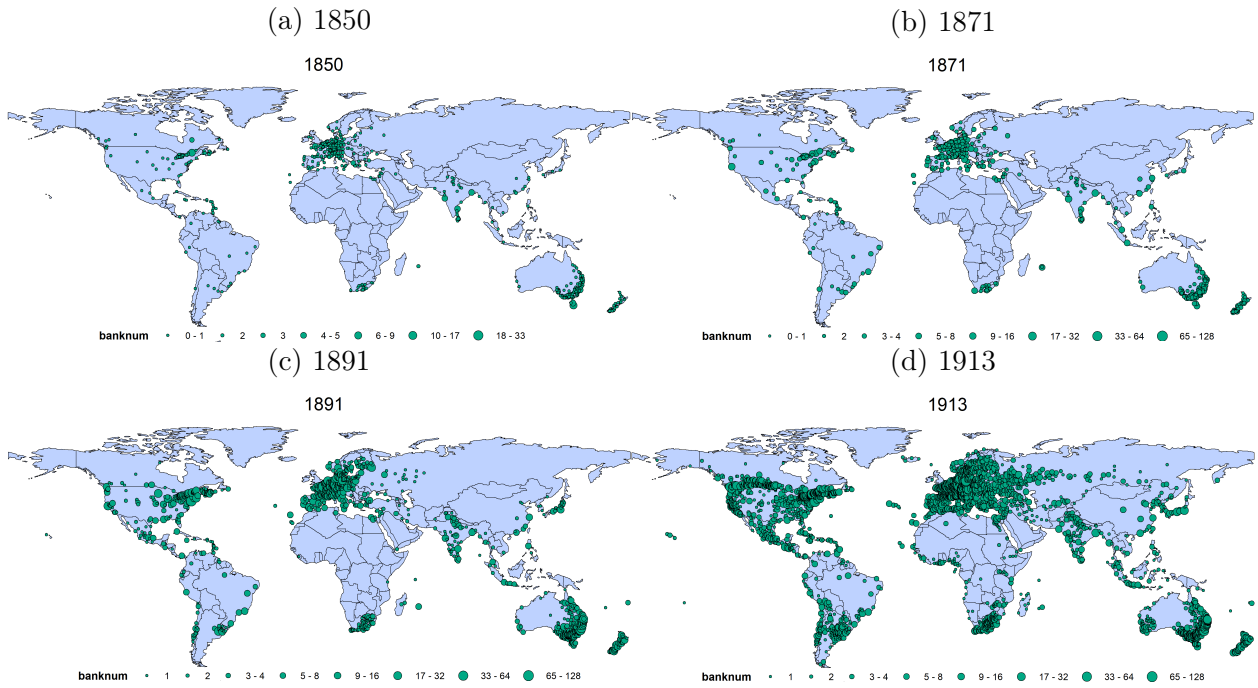 (a) 1850
(b) 1871
1850
1871
banknum 0 - 1 2 3 4 - 5 6 - 9 10 - 17 18 - 33
banknum 0 - 1 2 3 - 4 5 - 8 9 - 16 17 - 32 33 - 64 65 - 128
(c) 1891
(d) 1913
1891
1913
banknum 1 2 3 - 4 5 - 8 9 - 16 17 - 32 33 - 64 65 - 128
banknum 1 2 3 - 4 5 - 8 9 - 16 17 - 32 33 - 64 65 - 128